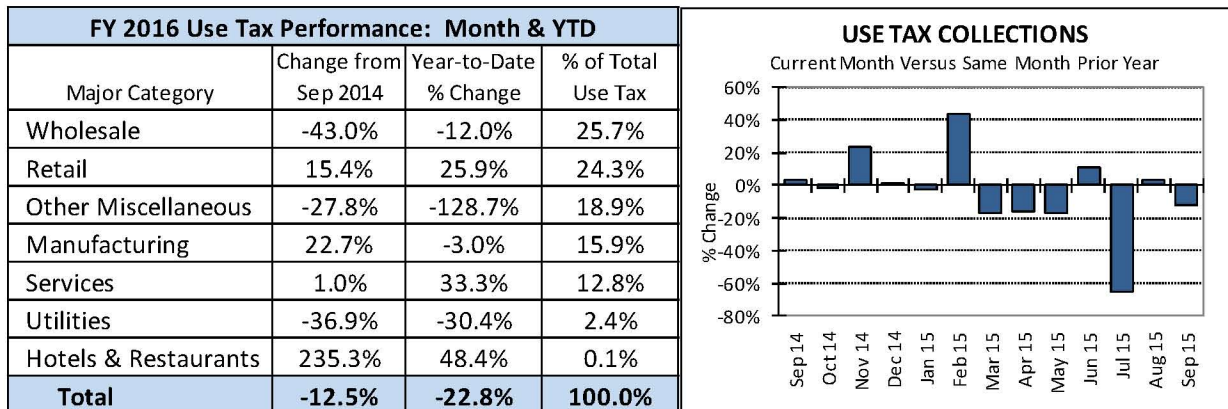 FY 2016 Use Tax Performance: Month & YTD
Major Category Change from Sep 2014 Year-to-Date % Change % of Total Use Tax
Wholesale -43.0% -12.0% 25.7%
Retail 15.4% 25.9% 24.3%
Other Miscellaneous -27.8% -128.7% 18.9%
Manufacturing 22.7% -3.0% 15.9%
Services 1.0% 33.3% 12.8%
Utilities -36.9% -30.4% 2.4%
Hotels & Restaurants 235.3% 48.4% 0.1%
Total -12.5% -22.8% 100.0%
USE TAX COLLECTIONS
Current Month Versus Same Month Prior Year
% Change
60%
40%
20%
0%
-20%
-40%
-60%
-80%
Sep 14
Oct 14
Nov 14
Dec 14
Jan 15
Feb 15
Mar 15
Apr 15
May 15
Jun 15
Jul 15
Aug 15
Sep 15